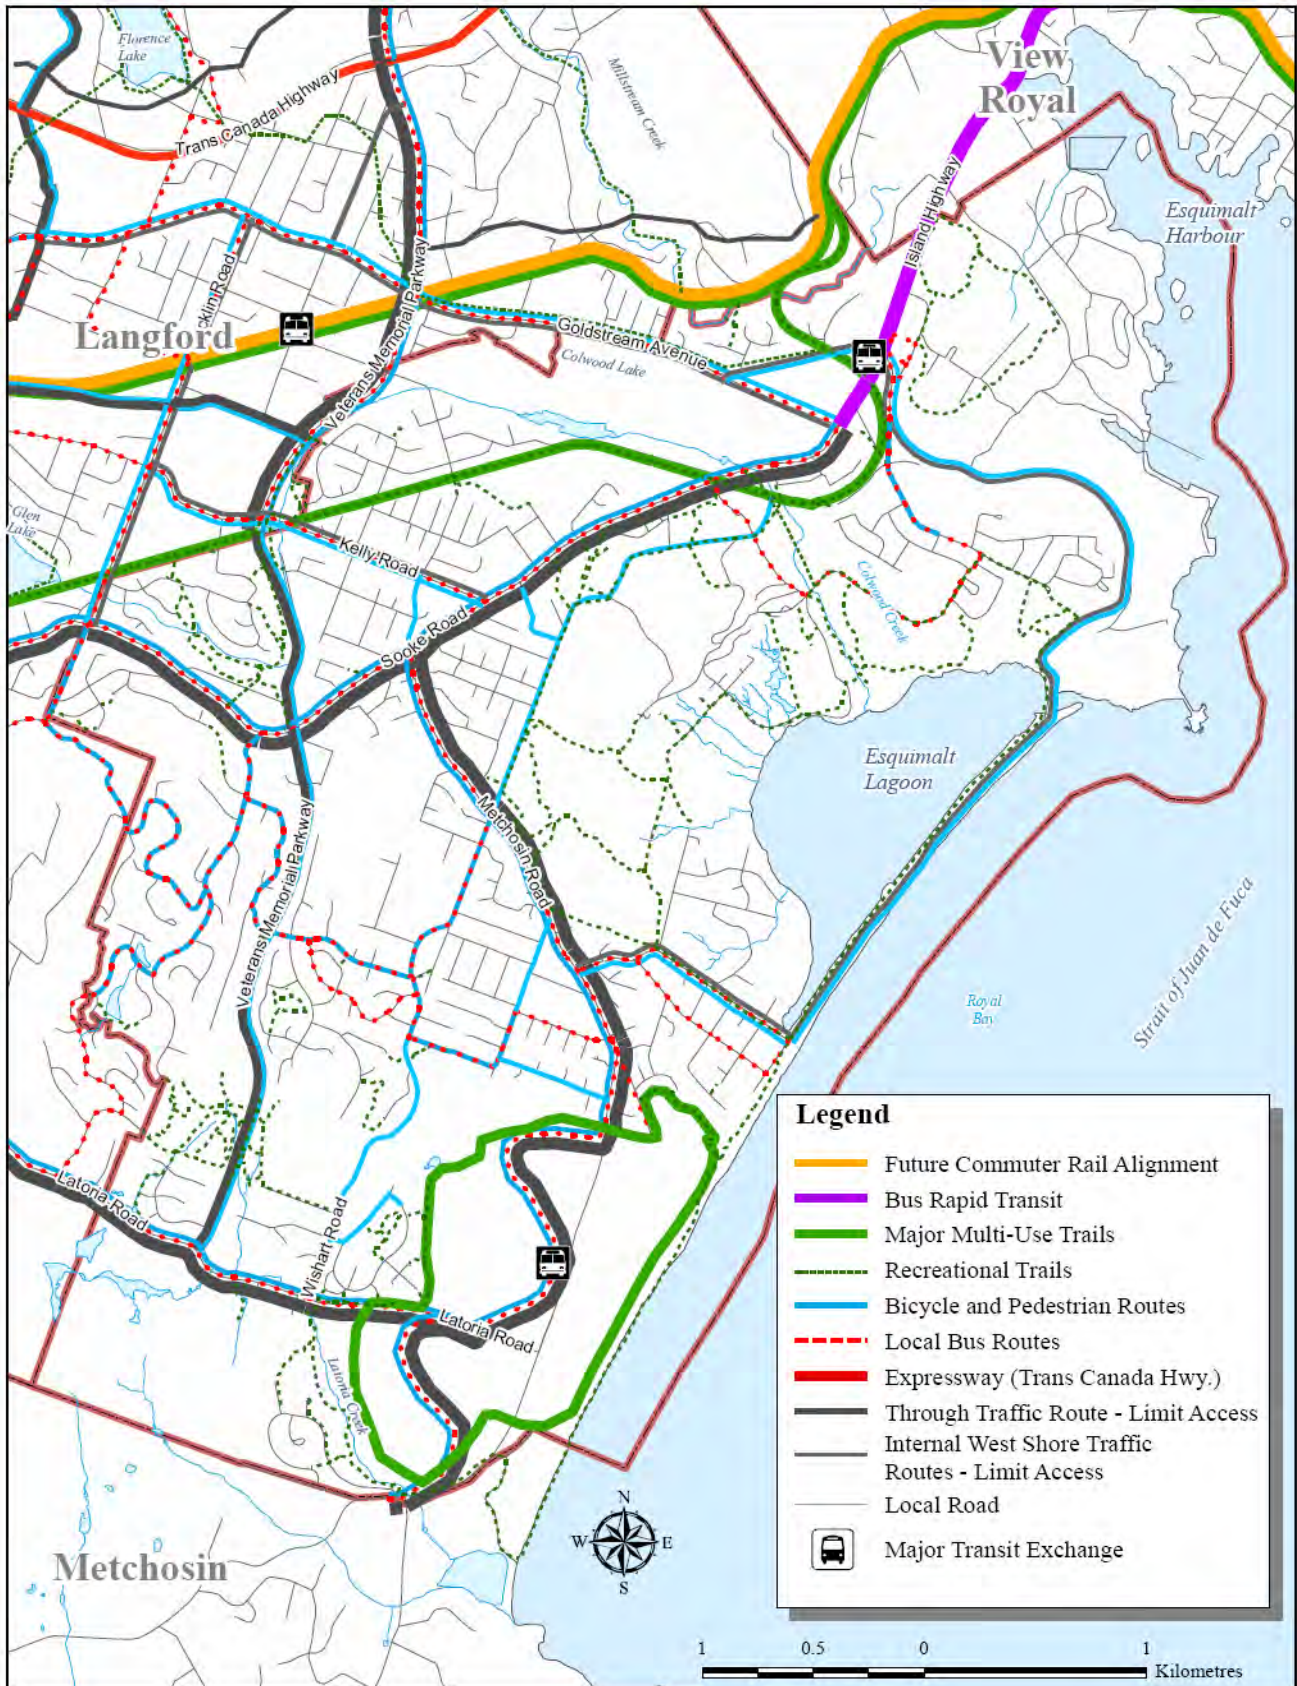 Florence
Lake
Trans Canada Highway
Millstream Creek
View
Royal
Island Highway
Esquimalt
Harbour
klin Road
Langford
Veterans Memorial Parkway
Goldstream Avenue
Colwood Lake
Glen
Lake
Kelly Road
Colwood Creek
Sooke Road
Esquimalt
Lagoon
Metchosin Road
Veterans Memorial Parkway
Strait of Juan de Fuca
Royal
Bay
Latoria Road
Wishart Road
Latoria Road
Latoria Creek
Metchosin
Legend
Future Commuter Rail Alignment
Bus Rapid Transit
Major Multi-Use Trails
Recreational Trails
Bicycle and Pedestrian Routes
Local Bus Routes
Expressway (Trans Canada Hwy.)
Through Traffic Route - Limit Access
Internal West Shore Traffic
Routes - Limit Access
Local Road
Major Transit Exchange
N
W E
S
1 0.5 0 1
Kilometres